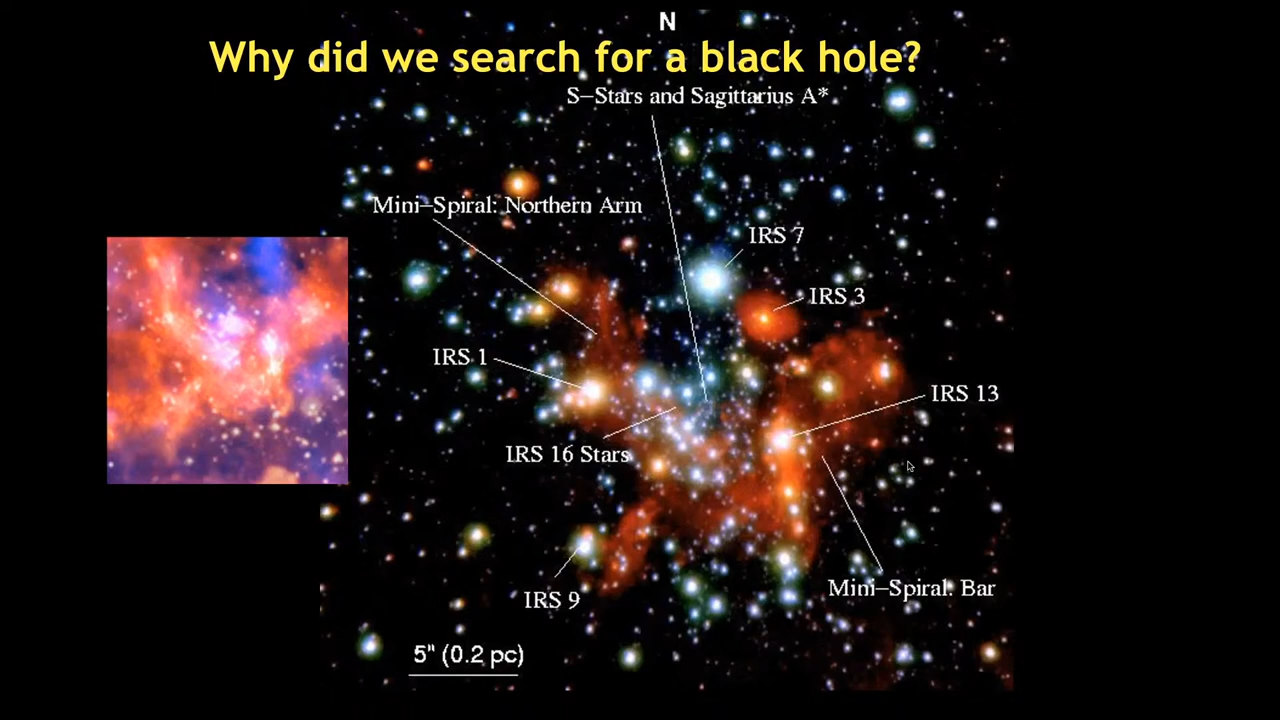 N
Why did we search for a black hole?
S-Stars and Sagittarius A*
Mini-Spiral: Northern Arm
IRS 7
IRS 3
IRS 1
IRS 13
IRS 16 Stars
Mini-Spiral: Bar
IRS 9
5" (0.2 pc)